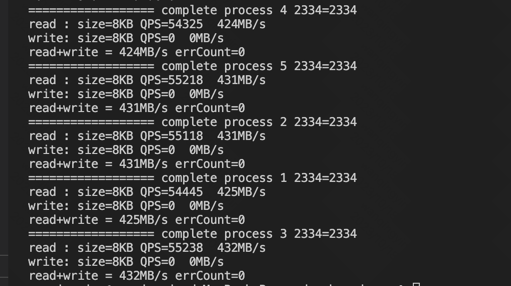 ================== complete process 4 2334=2334
read : size=8KB QPS=54325  424MB/s
write: size=8KB QPS=0  0MB/s
read+write = 424MB/s errCount=0
================== complete process 5 2334=2334
read : size=8KB QPS=55218  431MB/s
write: size=8KB QPS=0  0MB/s
read+write = 431MB/s errCount=0
================== complete process 2 2334=2334
read : size=8KB QPS=55118  431MB/s
write: size=8KB QPS=0  0MB/s
read+write = 431MB/s errCount=0
================== complete process 1 2334=2334
read : size=8KB QPS=54445  425MB/s
write: size=8KB QPS=0  0MB/s
read+write = 425MB/s errCount=0
================== complete process 3 2334=2334
read : size=8KB QPS=55238  432MB/s
write: size=8KB QPS=0  0MB/s
read+write = 432MB/s errCount=0